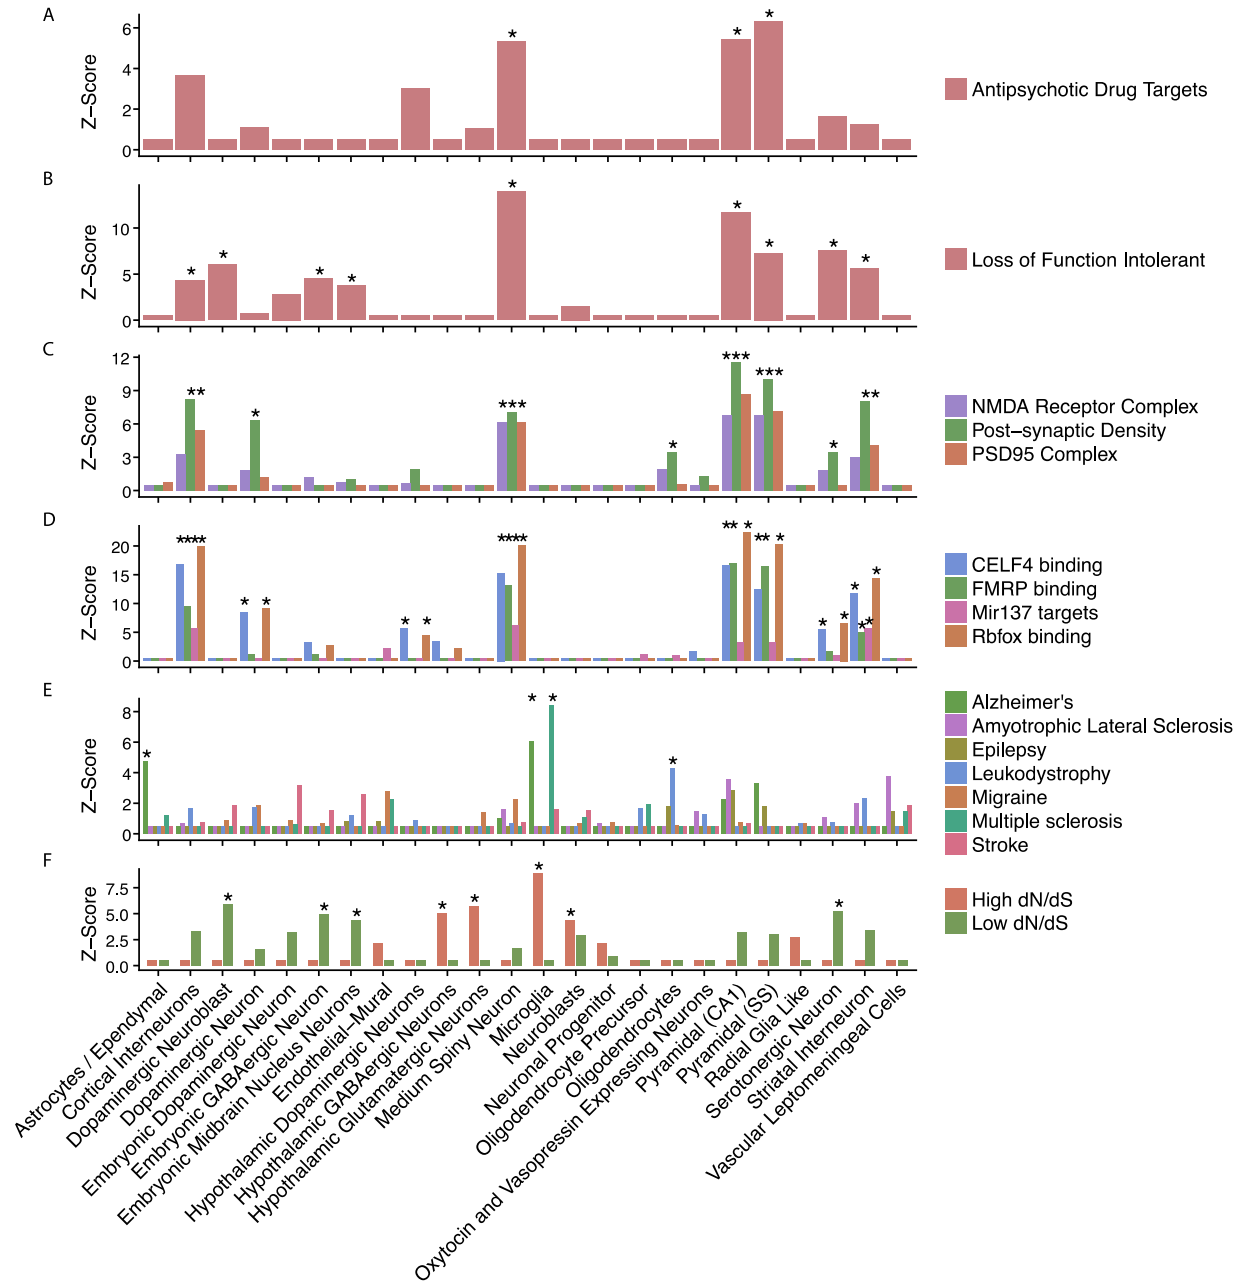 A
Z–Score
6
4
2
0
* * * *
Antipsychotic Drug Targets
B
Z–Score
10
5
0
* * * * * * * * *
Loss of Function Intolerant
C
Z–Score
12
9
6
3
0
** * *** * *** *** * **
NMDA Receptor Complex
Post–synaptic Density
PSD95 Complex
D
Z–Score
20
15
10
5
0
**** * * * * **** ** * ** * * * * * * *
CELF4 binding
FMRP binding
Mir137 targets
Rbfox binding
E
Z–Score
8
6
4
2
0
* * * *
Alzheimer's
Amyotrophic Lateral Sclerosis
Epilepsy
Leukodystrophy
Migraine
Multiple sclerosis
Stroke
F
Z–Score
7.5
5.0
2.5
0.0
* * * * * * * *
High dN/dS
Low dN/dS
Astrocytes / Ependymal
Cortical Interneurons
Dopaminergic Neuroblast
Dopaminergic Neuron
Embryonic Dopaminergic Neuron
Embryonic GABAergic Neuron
Embryonic Midbrain Nucleus Neurons
Endothelial–Mural
Hypothalamic Dopaminergic Neurons
Hypothalamic GABAergic Neurons
Hypothalamic Glutamatergic Neurons
Medium Spiny Neuron
Microglia
Neuroblasts
Neuronal Progenitor
Oligodendrocyte Precursor
Oligodendrocytes
Oxytocin and Vasopressin Expressing Neurons
Pyramidal (CA1)
Pyramidal (SS)
Radial Glia Like
Serotonergic Neuron
Striatal Interneuron
Vascular Leptomeningeal Cells